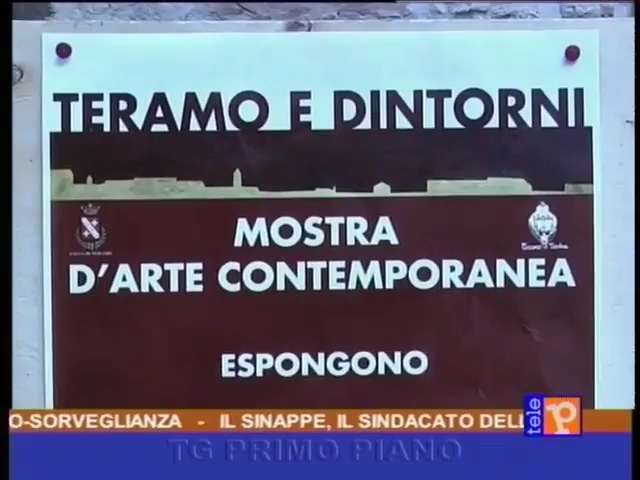 TERAMO E DINTORNI
MOSTRA
D'ARTE CONTEMPORANEA
ESPONGONO
O-SORVEGLIANZA - IL SINAPPE, IL SINDACATO DELL
tele p
TG PRIMO PIANO